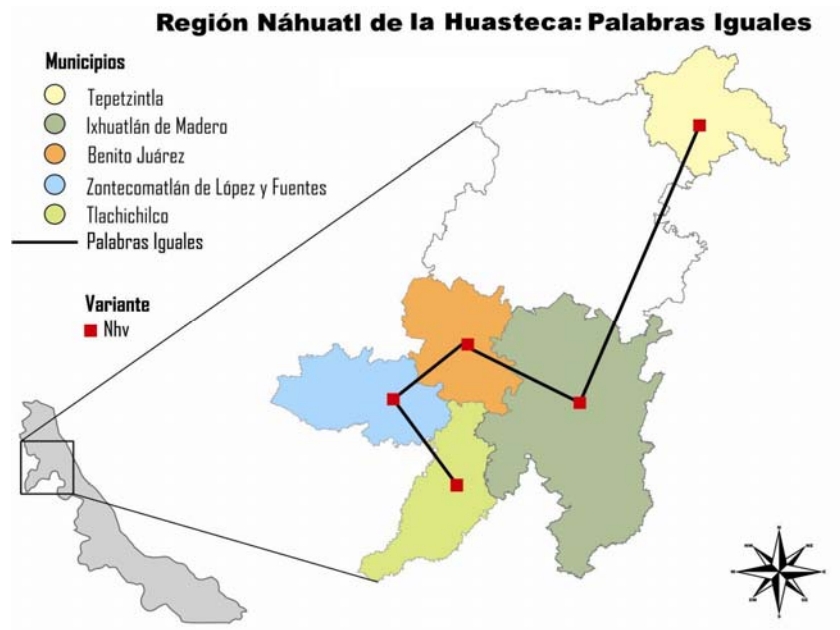 Región Náhuatl de la Huasteca: Palabras Iguales
Municipios
Tepetzintla
Ixhuatlán de Madero
Benito Juárez
Zontecomatlán de López y Fuentes
Tlachichilco
Palabras Iguales
Variante
Nhv